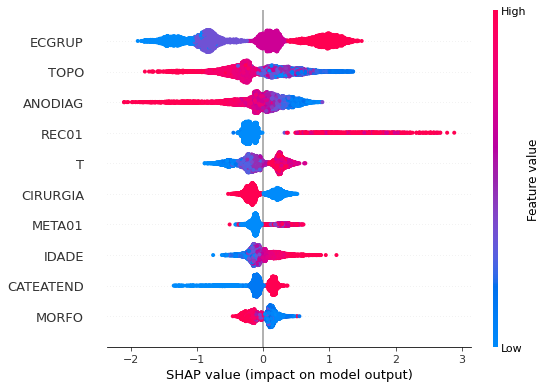 High
ECGRUP
TOPO
ANODIAG
REC01
T
CIRURGIA
META01
IDADE
CATEATEND
MORFO
Feature value
Low
−2 −1 0 1 2 3
SHAP value (impact on model output)